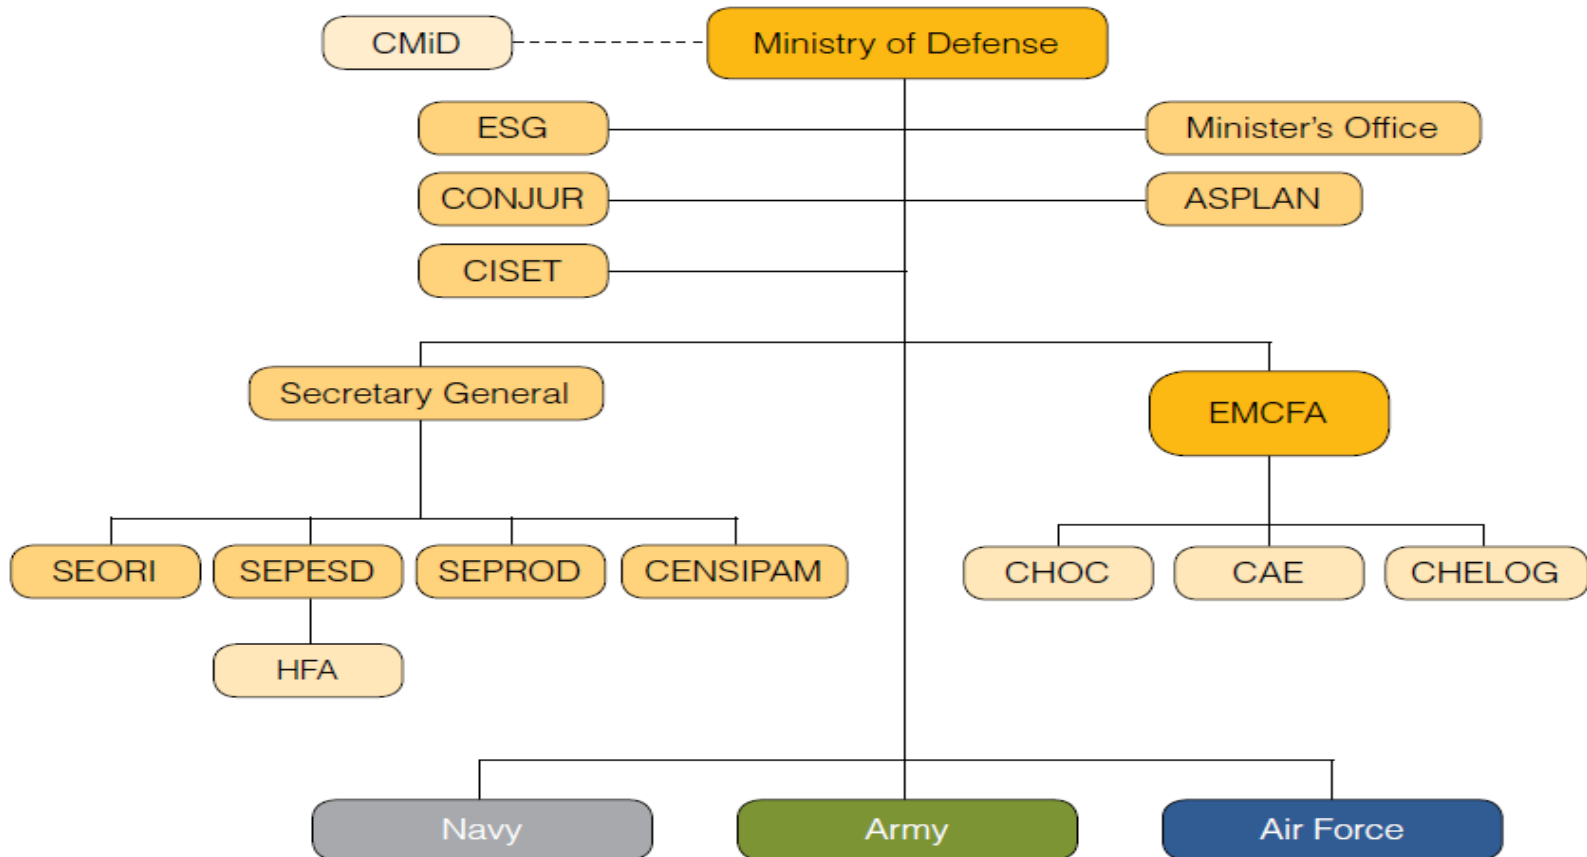 CMiD
Ministry of Defense
ESG
Minister's Office
CONJUR
ASPLAN
CISET
Secretary General
EMCFA
SEORI
SEPESD
SEPROD
CENSIPAM
CHOC
CAE
CHELOG
HFA
Navy
Army
Air Force